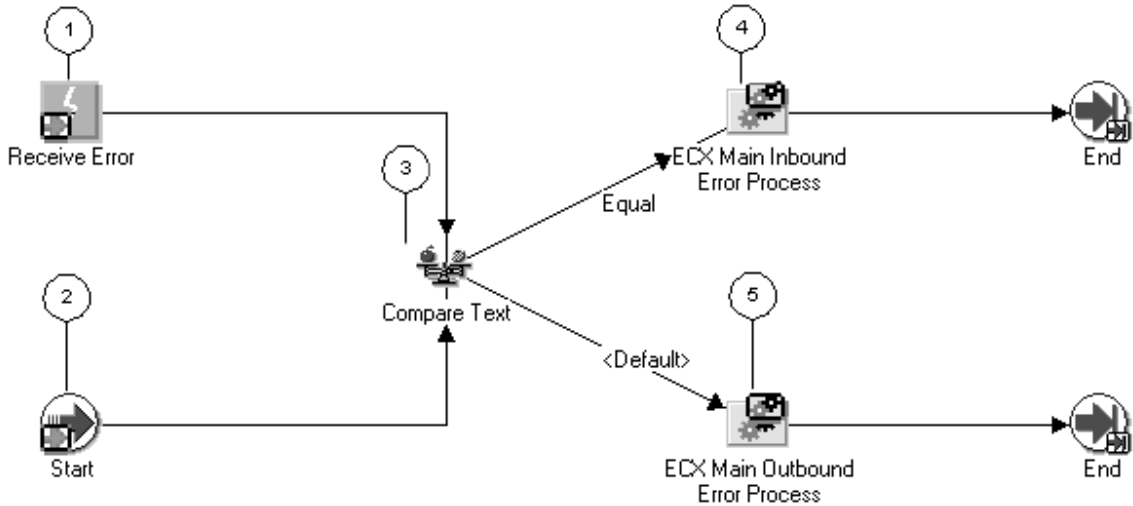 1
4
Receive Error
ECX Main Inbound
Error Process
End
3
Equal
2
Compare Text
5
<Default>
Start
ECX Main Outbound
Error Process
End